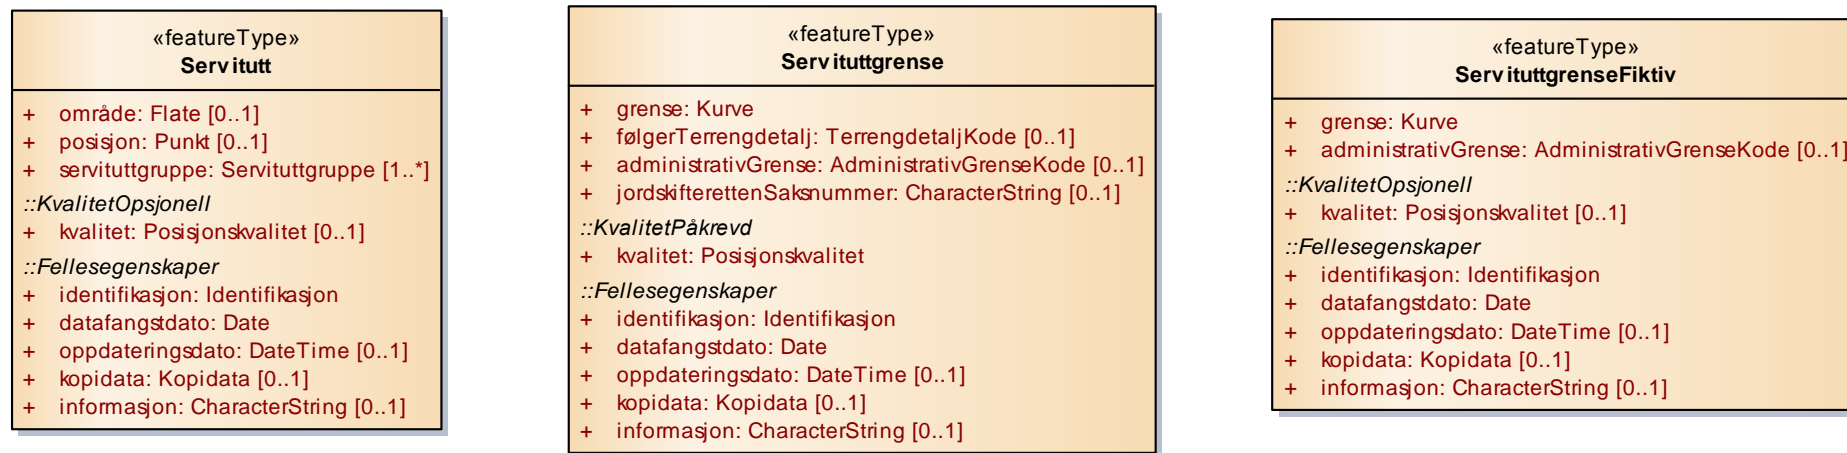 «featureType»
Servitutt
+ område: Flate [0..1]
+ posisjon: Punkt [0..1]
+ servituttgruppe: Servituttgruppe [1..*]
::KvalitetOpsjonell
+ kvalitet: Posisjonskvalitet [0..1]
::Fellesegenskaper
+ identifikasjon: Identifikasjon
+ datafangstdato: Date
+ oppdateringsdato: DateTime [0..1]
+ kopidata: Kopidata [0..1]
+ informasjon: CharacterString [0..1]
«featureType»
Servituttgrense
+ grense: Kurve
+ følgerTerrengdetalj: TerrengdetaljKode [0..1]
+ administrativGrense: AdministrativGrenseKode [0..1]
+ jordskifterettenSaksnummer: CharacterString [0..1]
::KvalitetPåkrevd
+ kvalitet: Posisjonskvalitet
::Fellesegenskaper
+ identifikasjon: Identifikasjon
+ datafangstdato: Date
+ oppdateringsdato: DateTime [0..1]
+ kopidata: Kopidata [0..1]
+ informasjon: CharacterString [0..1]
«featureType»
ServituttgrenseFiktiv
+ grense: Kurve
+ administrativGrense: AdministrativGrenseKode [0..1]
::KvalitetOpsjonell
+ kvalitet: Posisjonskvalitet [0..1]
::Fellesegenskaper
+ identifikasjon: Identifikasjon
+ datafangstdato: Date
+ oppdateringsdato: DateTime [0..1]
+ kopidata: Kopidata [0..1]
+ informasjon: CharacterString [0..1]